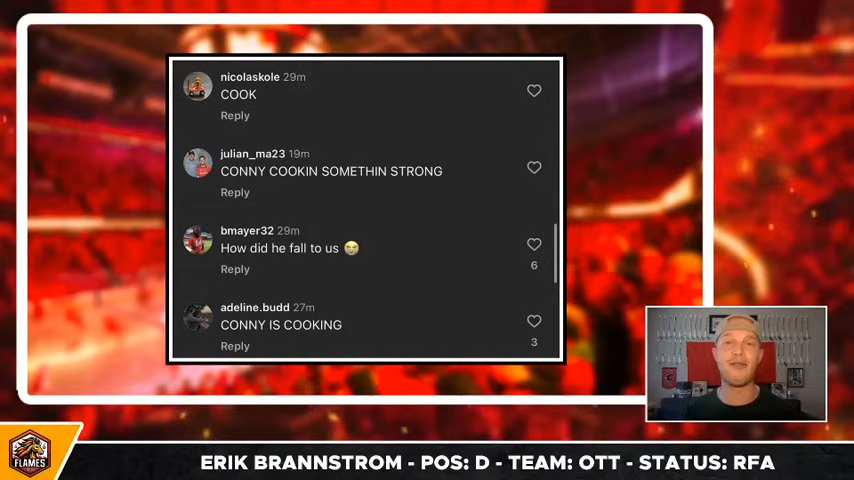 nicolaskole 29m
COOK
Reply
julian_ma23 19m
CONNY COOKIN SOMETHIN STRONG
Reply
bmayer32 29m
How did he fall to us 😭
6
Reply
adeline.budd 27m
CONNY IS COOKING
3
Reply
FLAMES
ERIK BRANNSTROM - POS: D - TEAM: OTT - STATUS: RFA